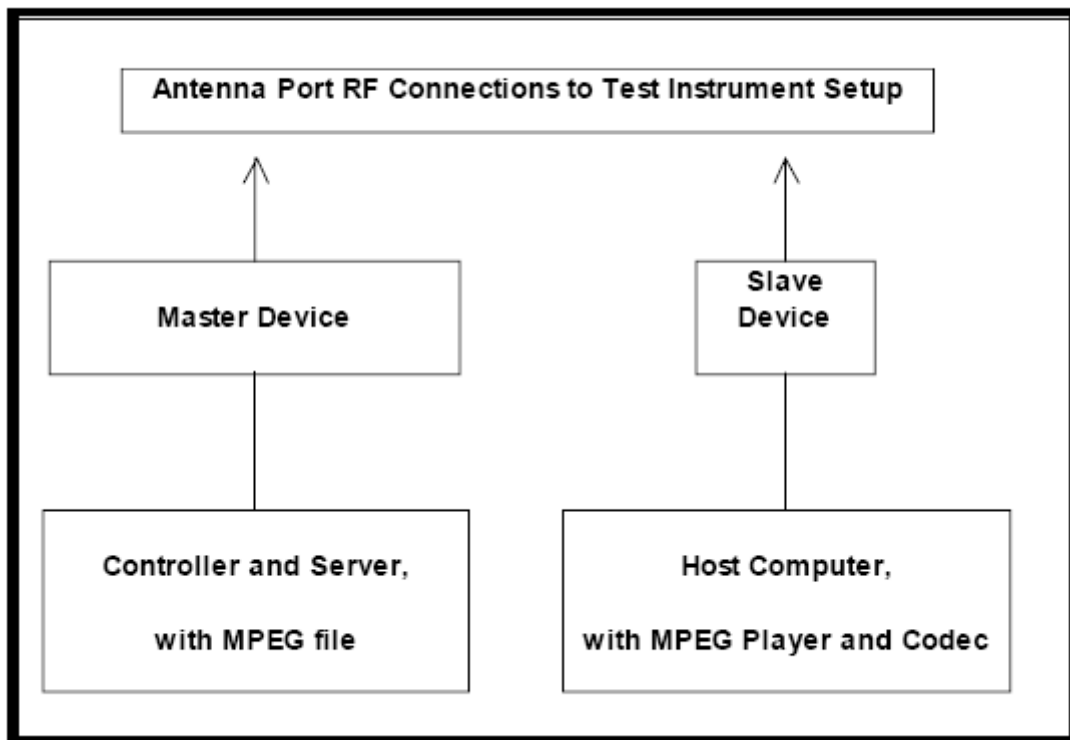 Antenna Port RF Connections to Test Instrument Setup
Master Device
Slave
Device
Controller and Server,
with MPEG file
Host Computer,
with MPEG Player and Codec